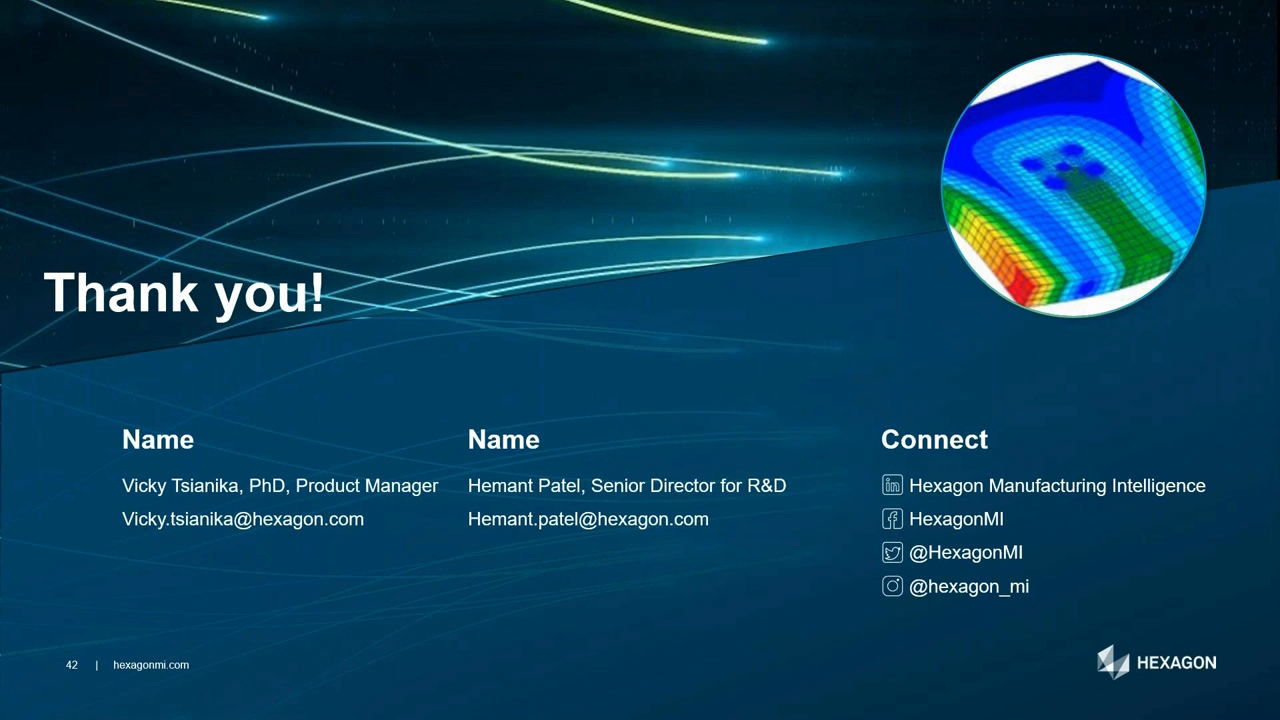 Thank you!
Name
Vicky Tsianika, PhD, Product Manager
Vicky.tsianika@hexagon.com
Name
Hemant Patel, Senior Director for R&D
Hemant.patel@hexagon.com
Connect
in Hexagon Manufacturing Intelligence
f HexagonMI
@HexagonMI
@hexagon_mi
42 | hexagonmi.com
HEXAGON